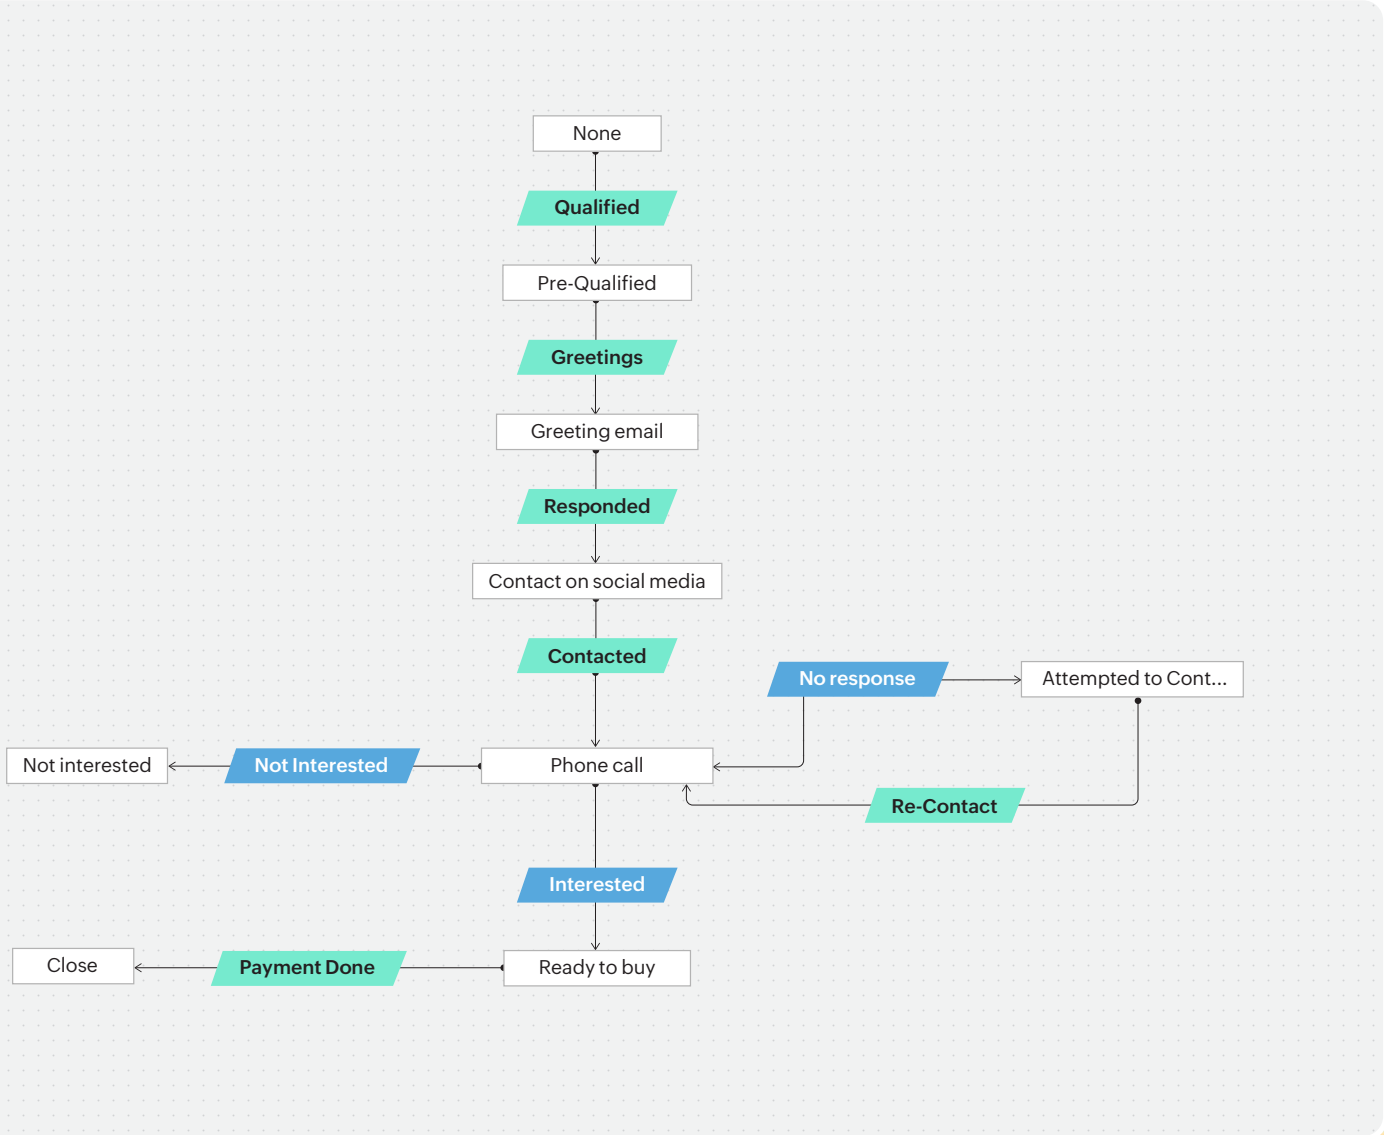 None
Qualified
Pre-Qualified
Greetings
Greeting email
Responded
Contact on social media
Contacted
No response
Attempted to Cont...
Not interested
Not Interested
Phone call
Re-Contact
Interested
Close
Payment Done
Ready to buy